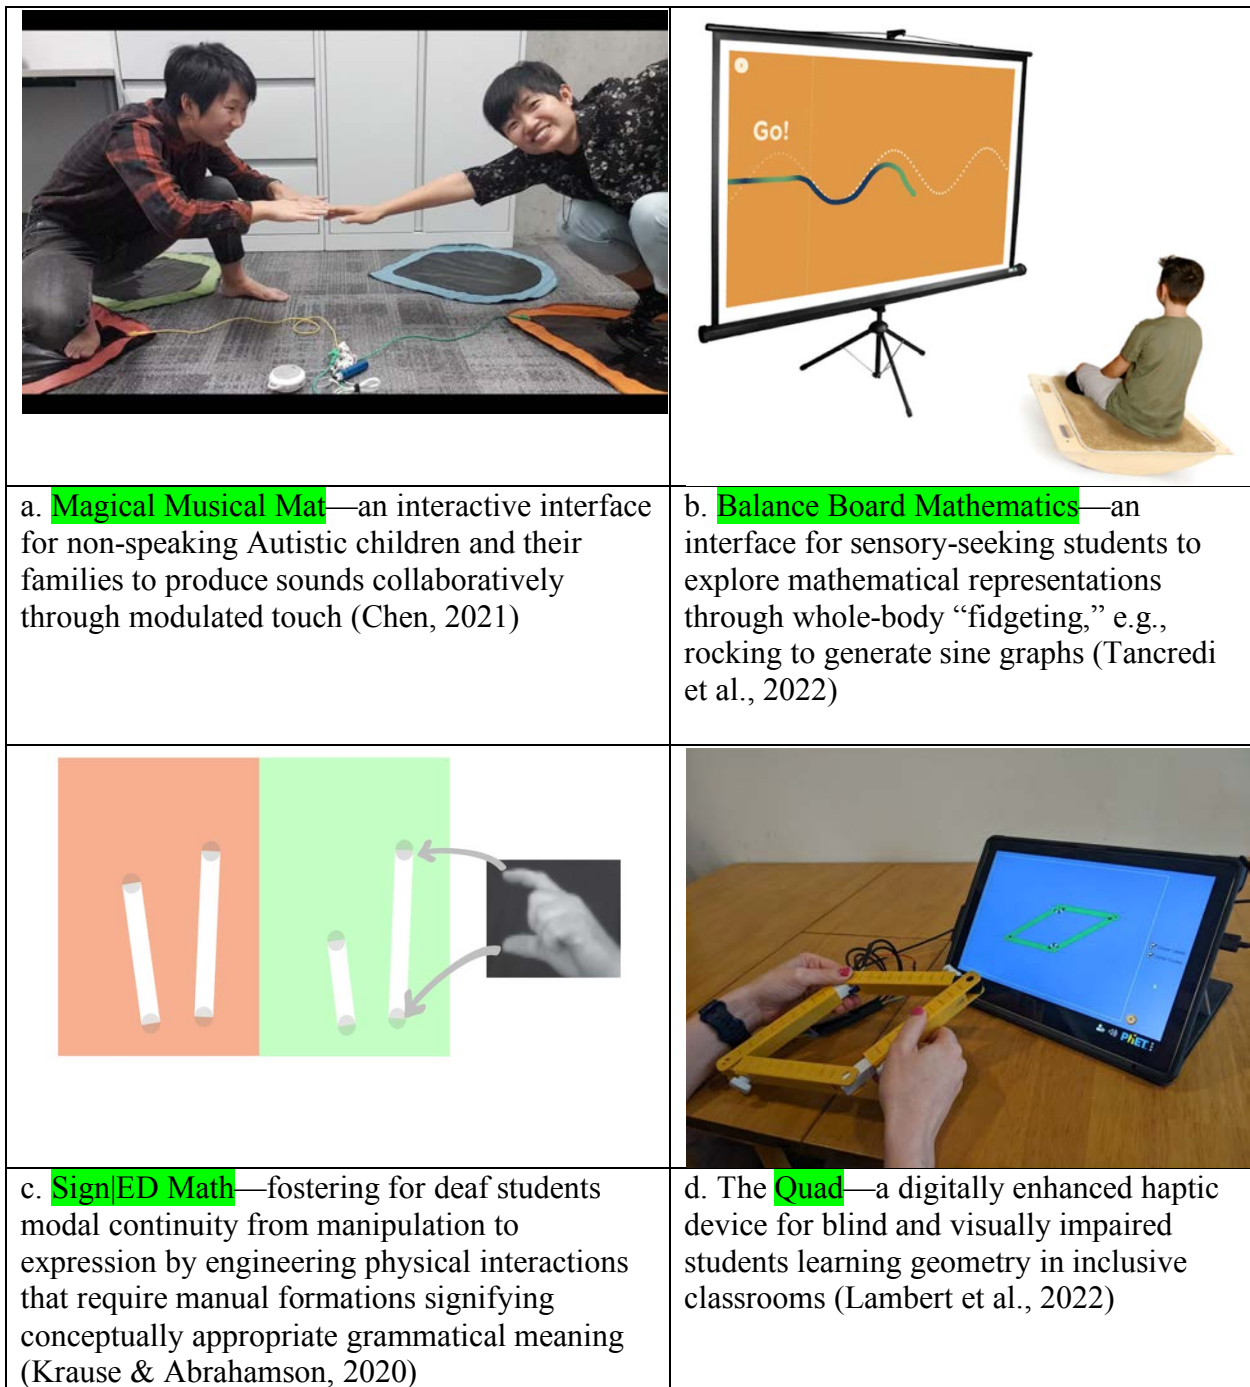 Go!
a. Magical Musical Mat—an interactive interface
for non-speaking Autistic children and their
families to produce sounds collaboratively
through modulated touch (Chen, 2021)
b. Balance Board Mathematics—an
interface for sensory-seeking students to
explore mathematical representations
through whole-body “fidgeting,” e.g.,
rocking to generate sine graphs (Tancredi
et al., 2022)
PhET
c. Sign|ED Math—fostering for deaf students
modal continuity from manipulation to
expression by engineering physical interactions
that require manual formations signifying
conceptually appropriate grammatical meaning
(Krause & Abrahamson, 2020)
d. The Quad—a digitally enhanced haptic
device for blind and visually impaired
students learning geometry in inclusive
classrooms (Lambert et al., 2022)